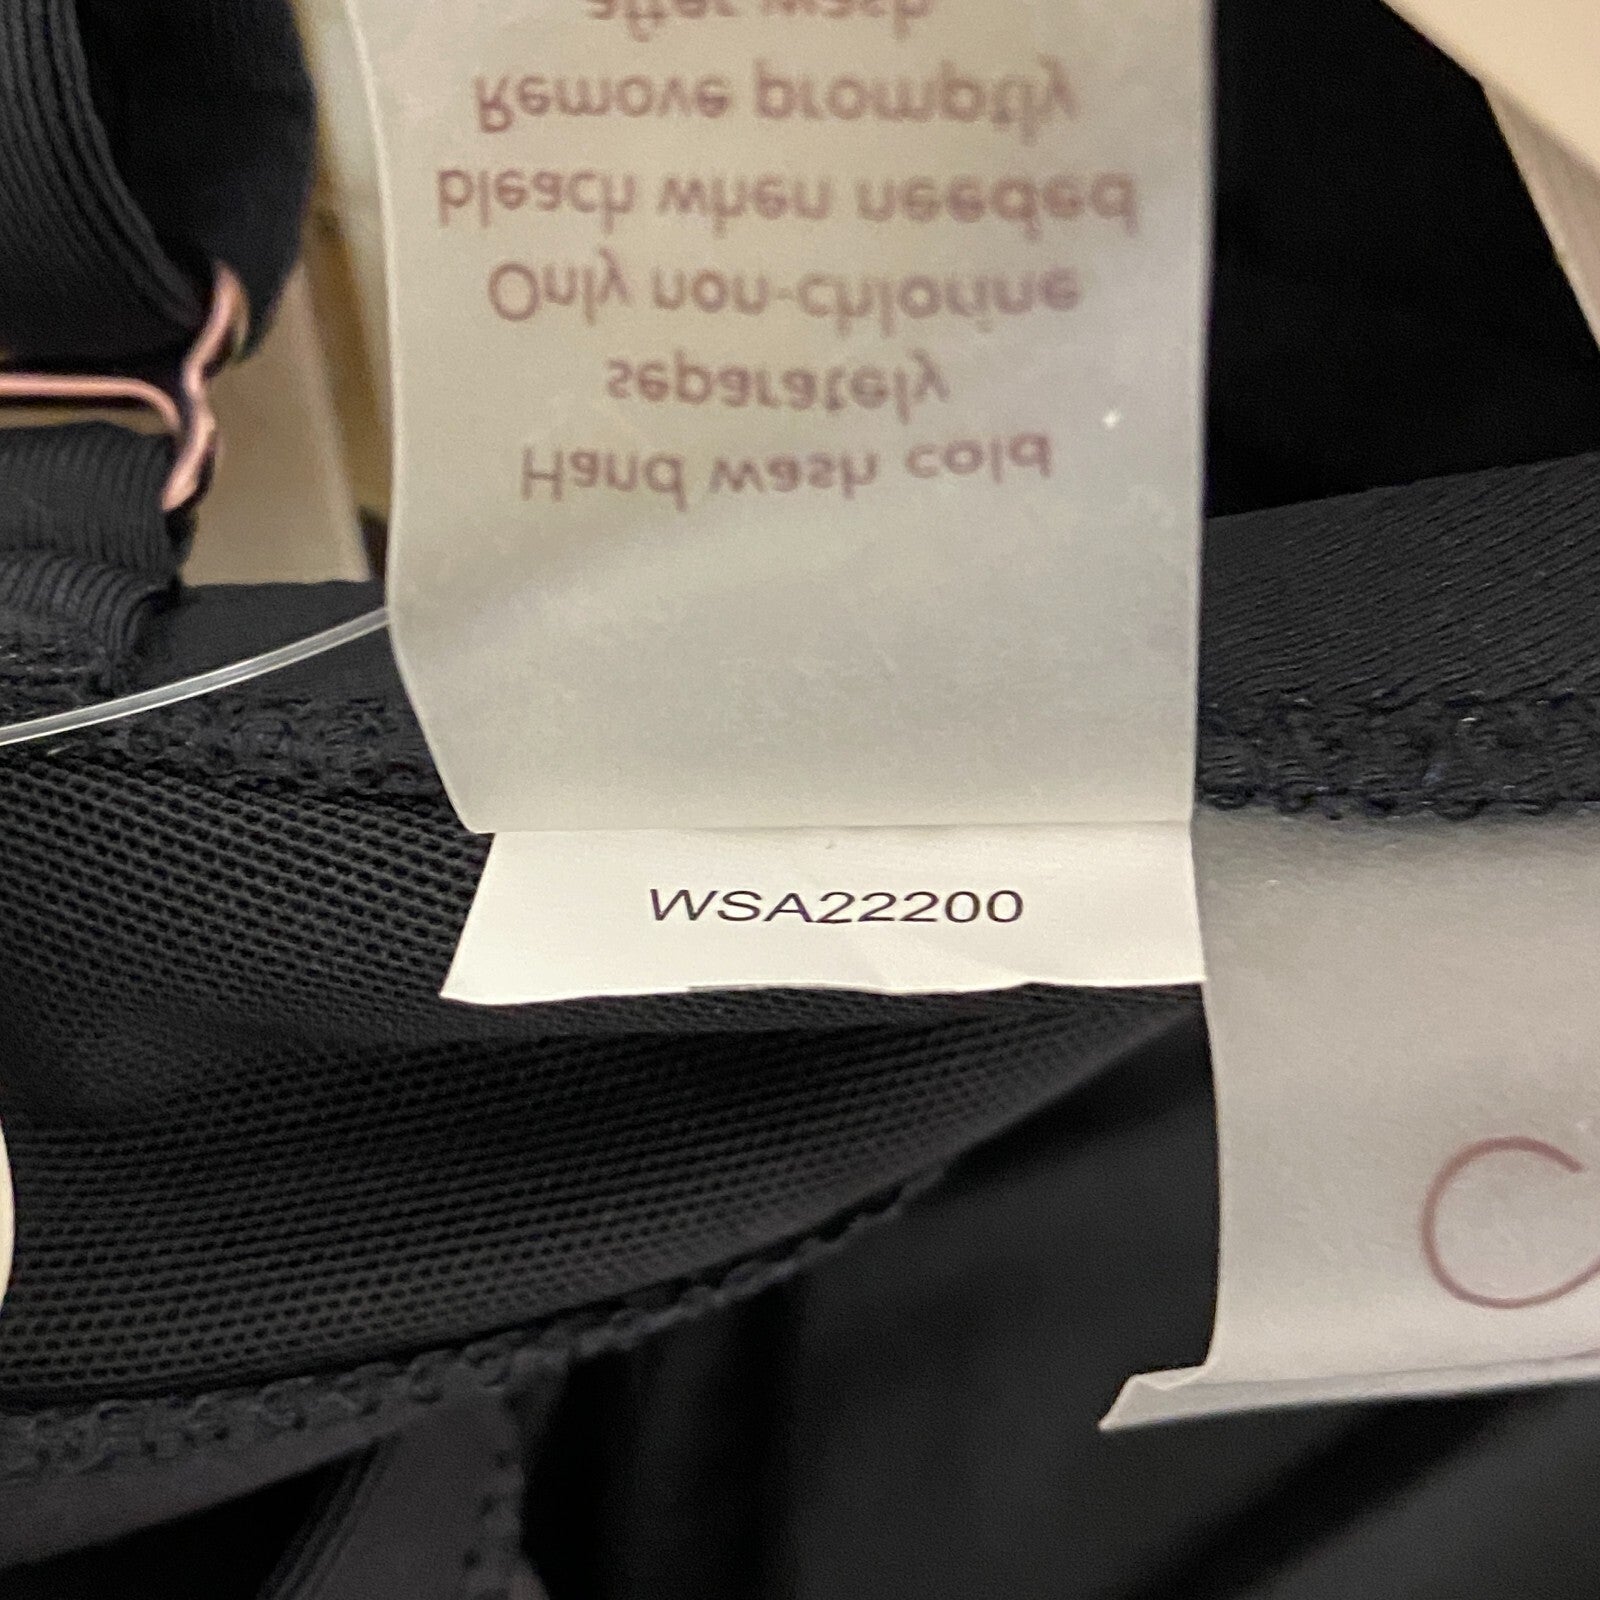 Hand wash cold
separately
Only non-chlorine
bleach when needed
Remove promptly
after wash
WSA22200